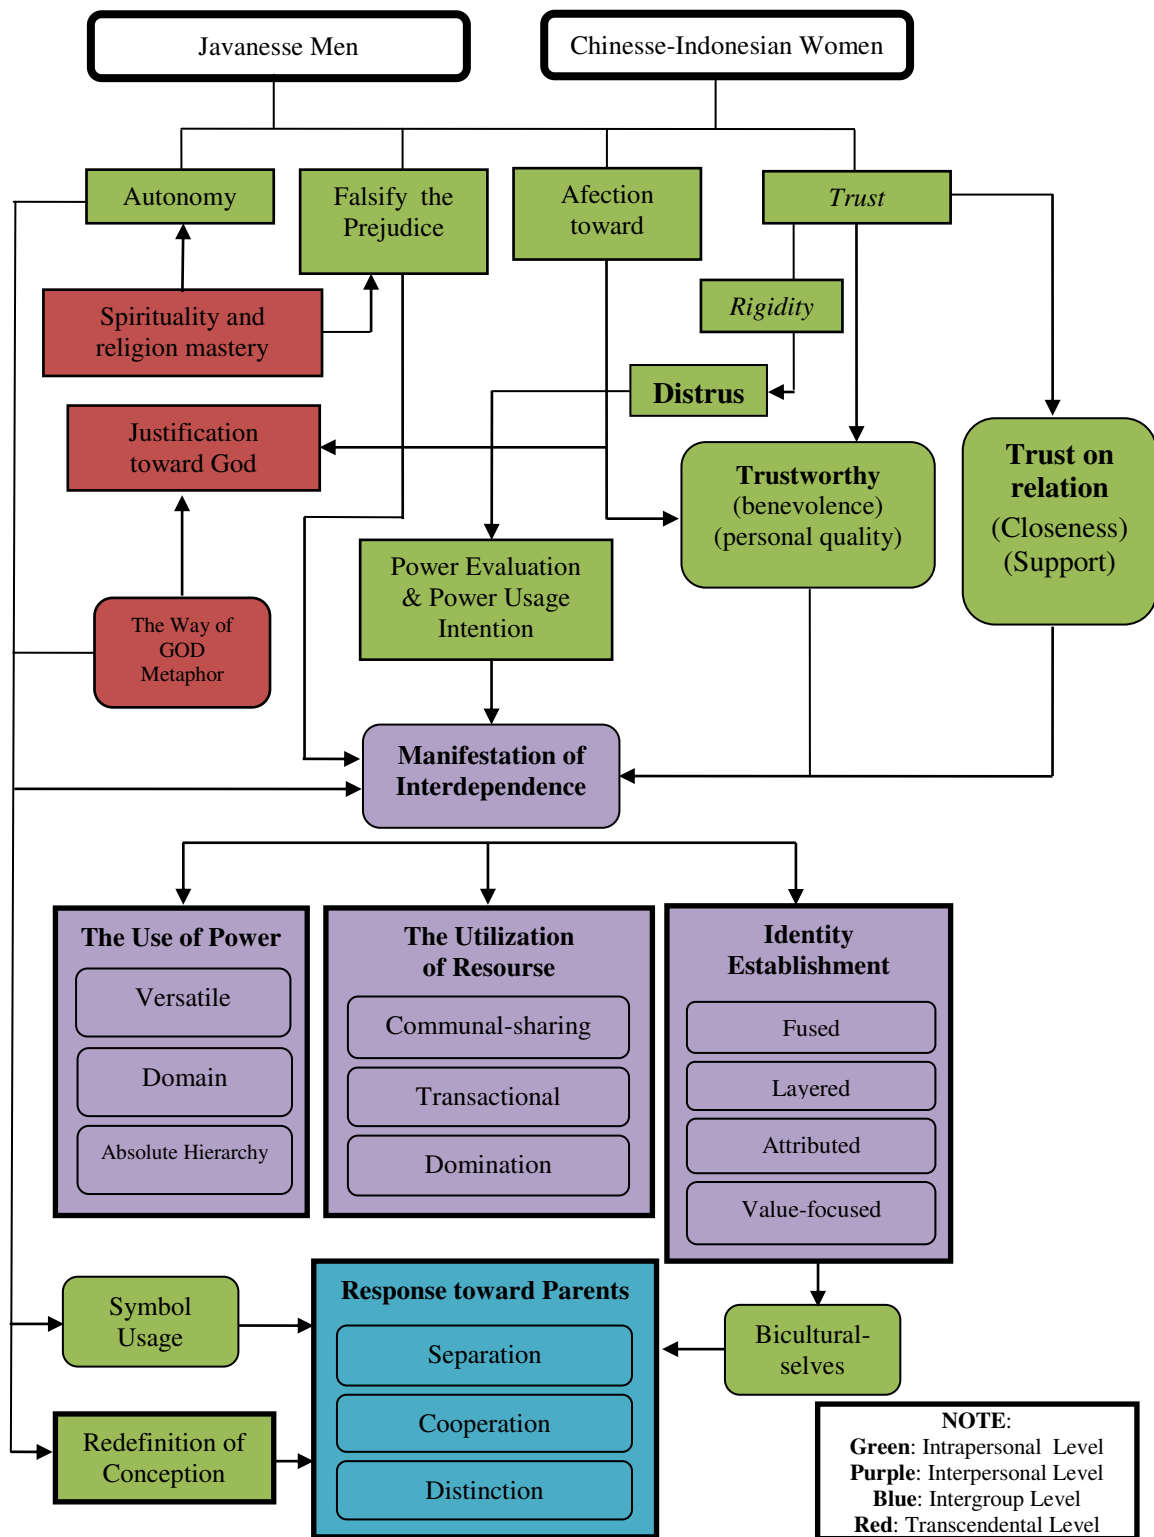 Javanesse Men
Chinesse-Indonesian Women
Autonomy
Falsify the
Prejudice
Afection
toward
Trust
Rigidity
Spirituality and
religion mastery
Distrus
Justification
toward God
Trustworthy
(benevolence)
(personal quality)
Trust on
relation
(Closeness)
(Support)
Power Evaluation
& Power Usage
Intention
The Way of
GOD
Metaphor
Manifestation of
Interdependence
The Use of Power
Versatile
Domain
Absolute Hierarchy
The Utilization
of Resourse
Communal-sharing
Transactional
Domination
Identity
Establishment
Fused
Layered
Attributed
Value-focused
Symbol
Usage
Response toward Parents
Separation
Cooperation
Distinction
Bicultural-
selves
Redefinition of
Conception
NOTE:
Green: Intrapersonal Level
Purple: Interpersonal Level
Blue: Intergroup Level
Red: Transcendental Level